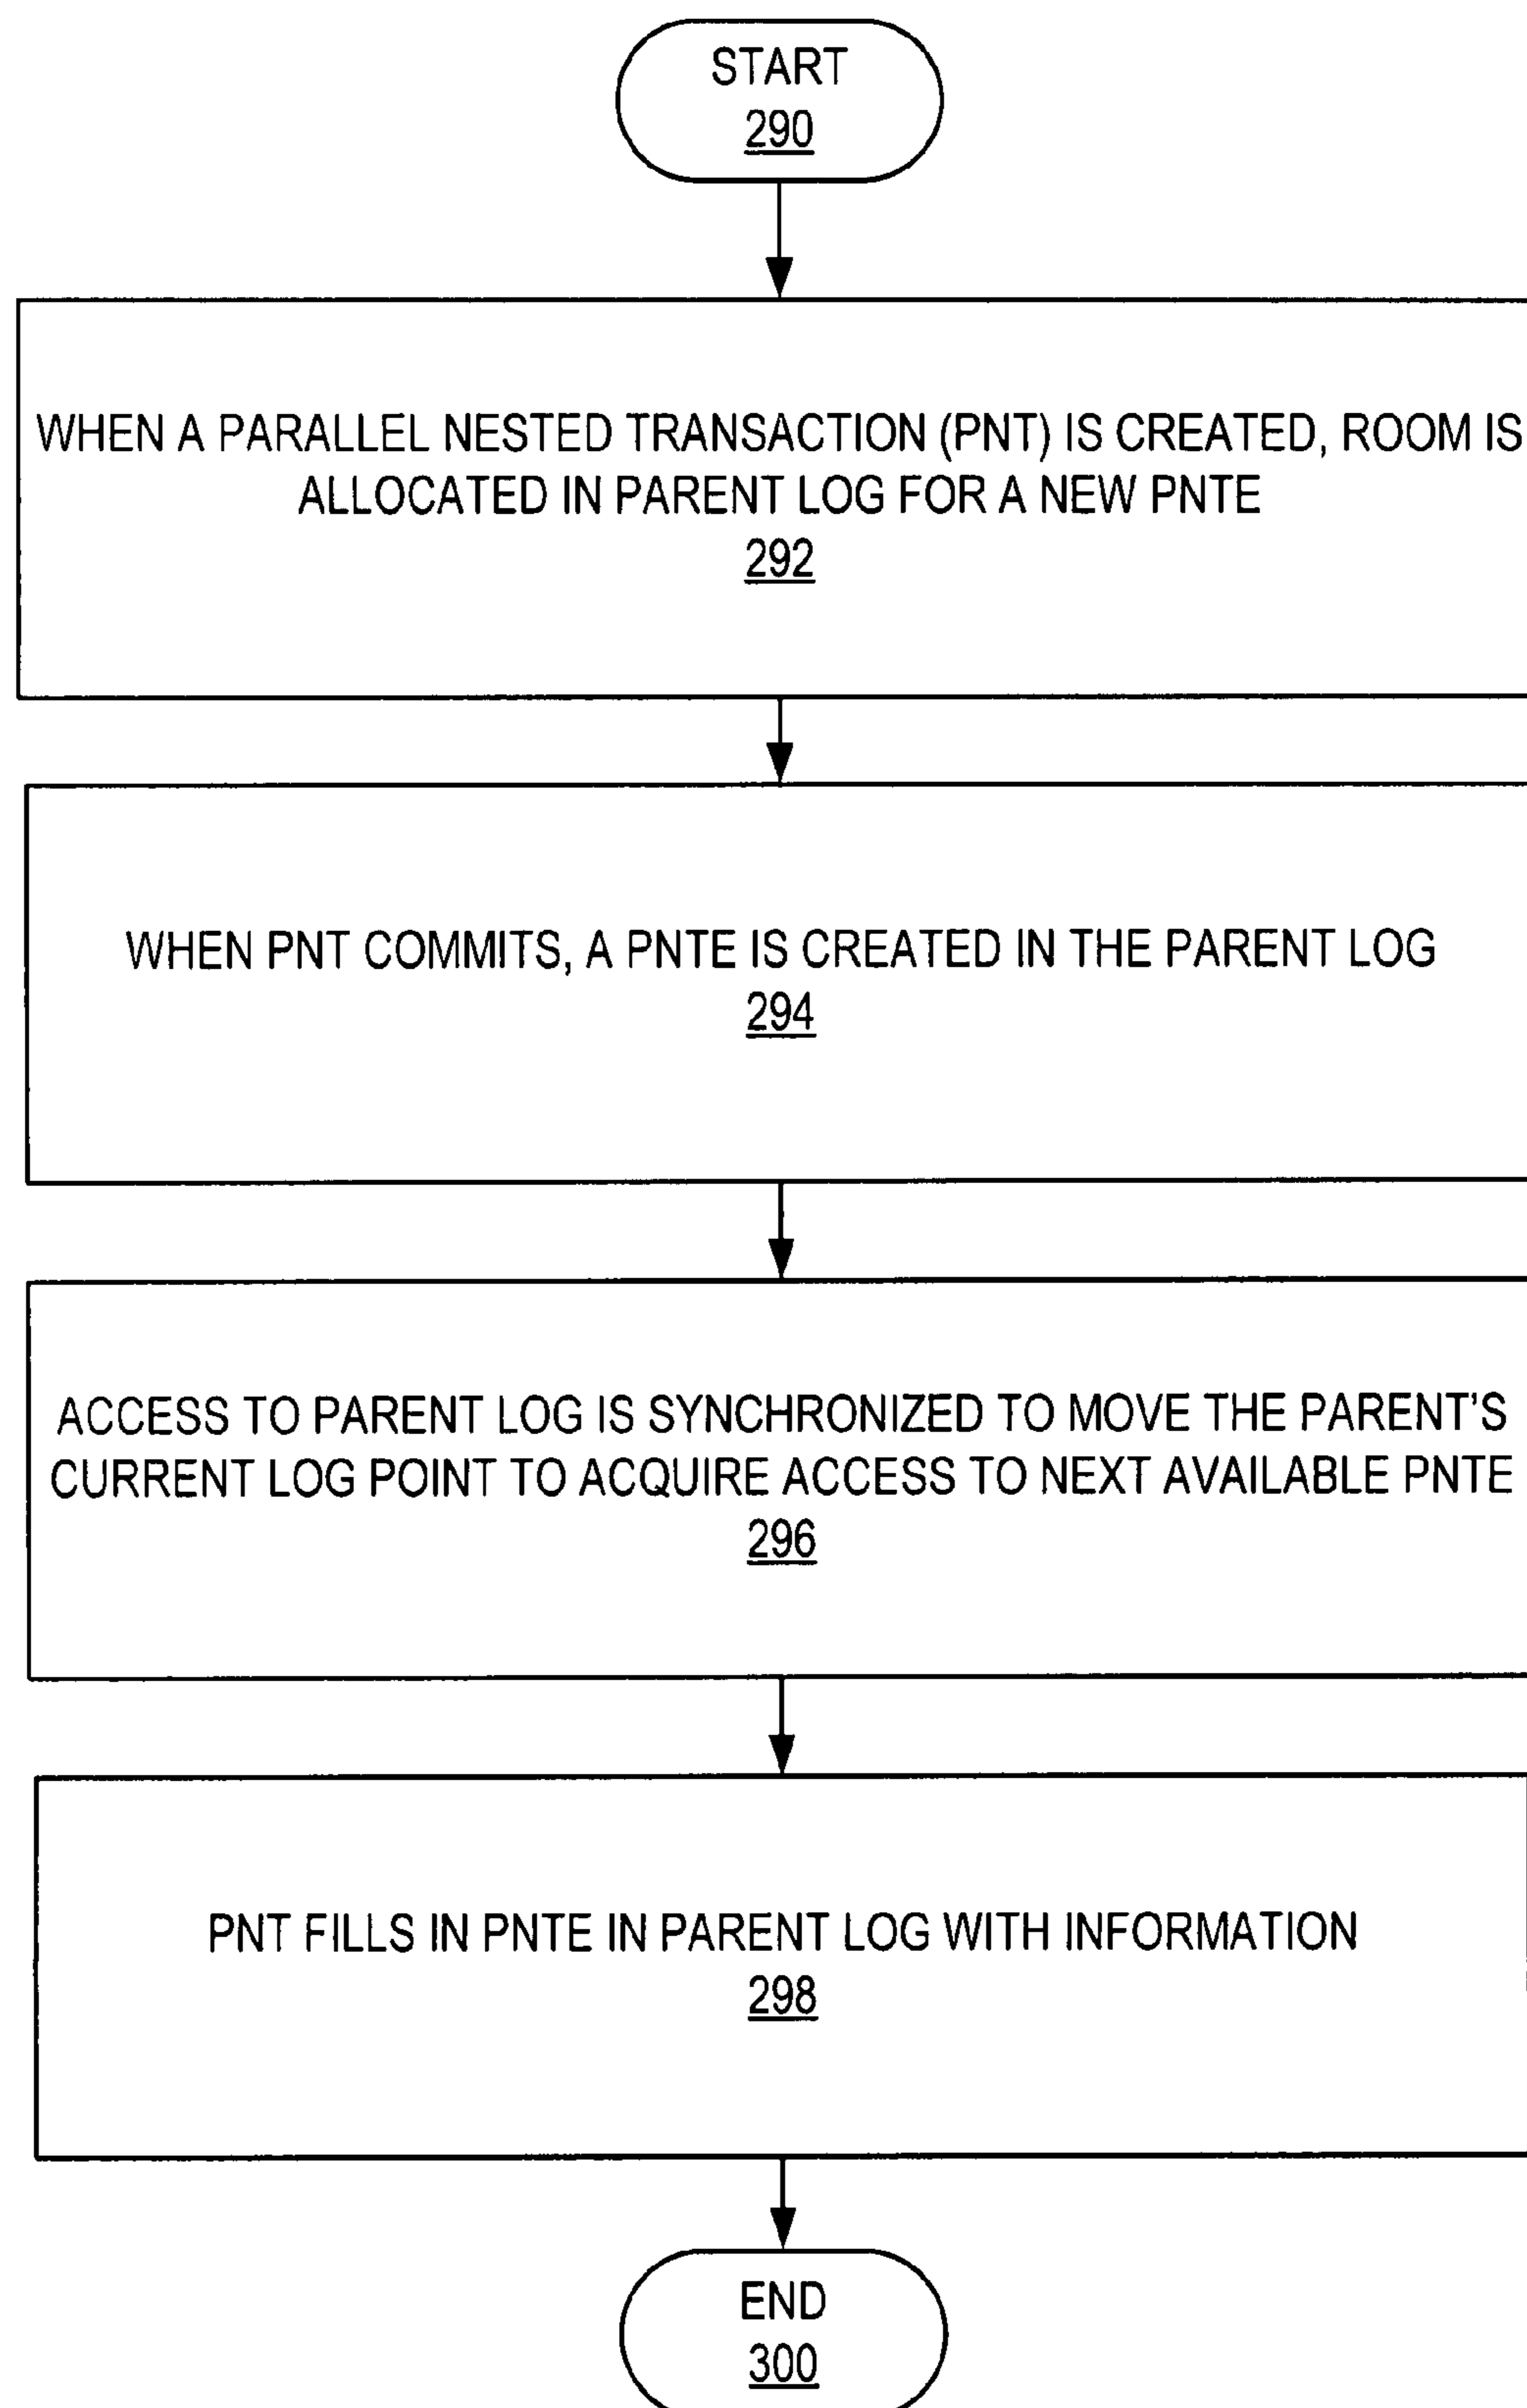 START
290
WHEN A PARALLEL NESTED TRANSACTION (PNT) IS CREATED, ROOM IS
ALLOCATED IN PARENT LOG FOR A NEW PNTE
292
WHEN PNT COMMITS, A PNTE IS CREATED IN THE PARENT LOG
294
ACCESS TO PARENT LOG IS SYNCHRONIZED TO MOVE THE PARENT'S
CURRENT LOG POINT TO ACQUIRE ACCESS TO NEXT AVAILABLE PNTE
296
PNT FILLS IN PNTE IN PARENT LOG WITH INFORMATION
298
END
300